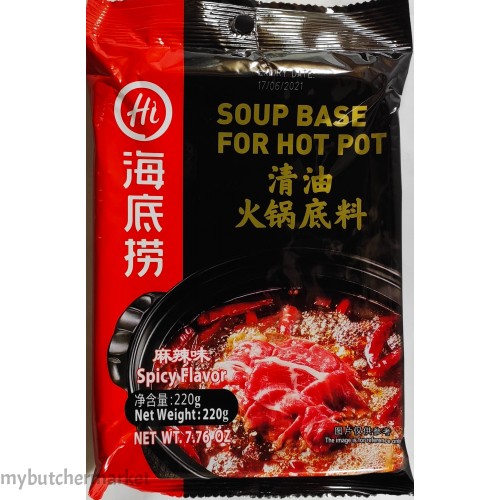 EXPIRY DATE:
17/06/2021
Hi
海底捞
SOUP BASE
FOR HOT POT
清油
火锅底料
麻辣味
Spicy Flavor
净含量:220g
Net Weight:220g
NET WT. 7.76 OZ
图片仅供参考
The image is for reference only
mybutchermarket